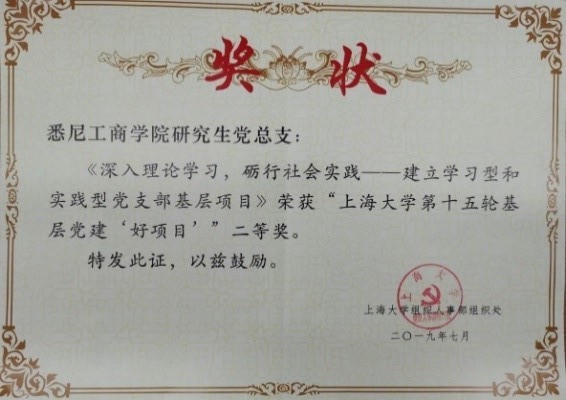 奖状
悉尼工商学院研究生党总支：
《深入理论学习，砺行社会实践——建立学习型和
实践型党支部基层项目》荣获“上海大学第十五轮基
层党建‘好项目’”二等奖。
特发此证，以兹鼓励。
上海大学组织人事部组织处
二〇一九年七月